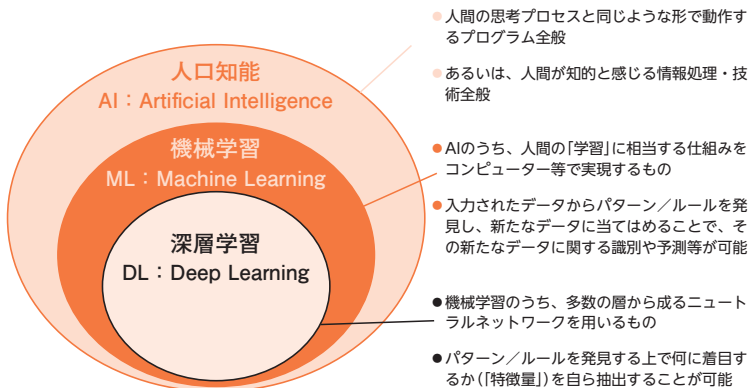 人口知能
AI：Artificial Intelligence
機械学習
ML：Machine Learning
深層学習
DL：Deep Learning
●人間の思考プロセスと同じような形で動作す
るプログラム全般
●あるいは、人間が知的と感じる情報処理・技
術全般
●AIのうち、人間の「学習」に相当する仕組みを
コンピューター等で実現するもの
●入力されたデータからパターン／ルールを発
見し、新たなデータに当てはめることで、そ
の新たなデータに関する識別や予測等が可能
●機械学習のうち、多数の層から成るニュート
ラルネットワークを用いるもの
●パターン／ルールを発見する上で何に着目す
るか（「特徴量」）を自ら抽出することが可能